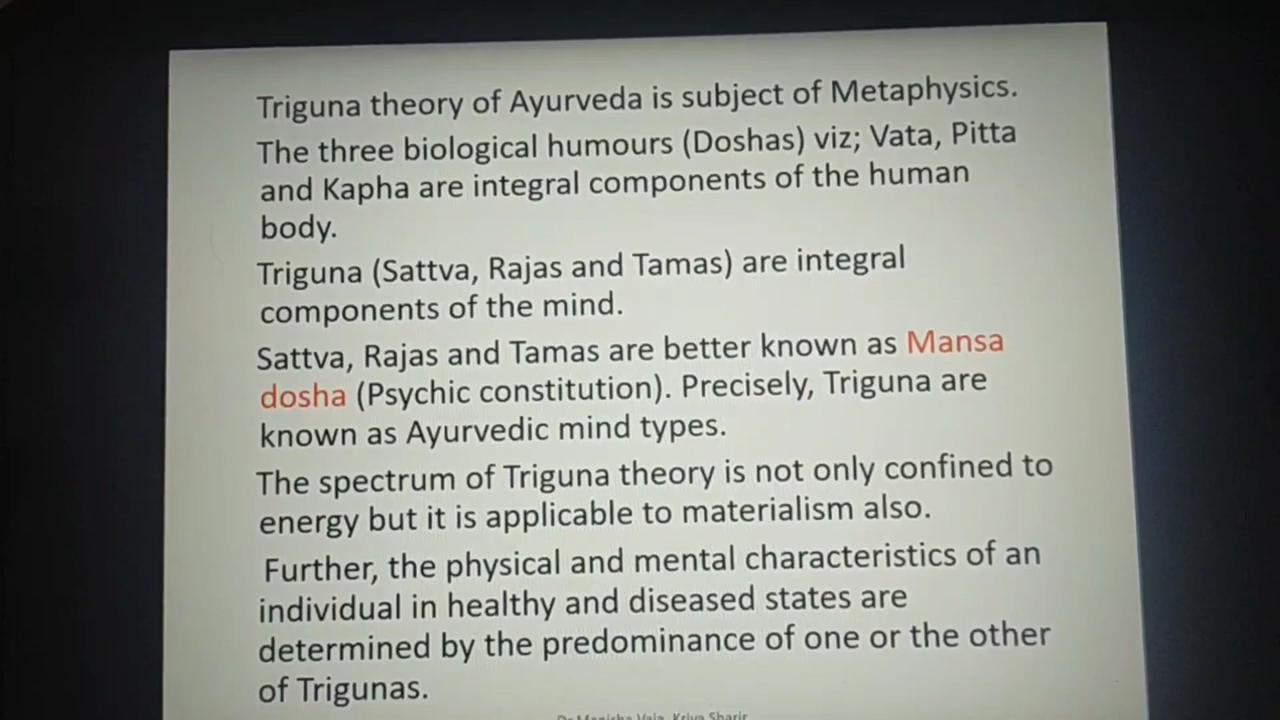 Triguna theory of Ayurveda is subject of Metaphysics.
The three biological humours (Doshas) viz; Vata, Pitta
and Kapha are integral components of the human
body.
Triguna (Sattva, Rajas and Tamas) are integral
components of the mind.
Sattva, Rajas and Tamas are better known as Mansa
dosha (Psychic constitution). Precisely, Triguna are
known as Ayurvedic mind types.
The spectrum of Triguna theory is not only confined to
energy but it is applicable to materialism also.
Further, the physical and mental characteristics of an
individual in healthy and diseased states are
determined by the predominance of one or the other
of Trigunas.
Dr Manisha Vaja, Kriya Sharir